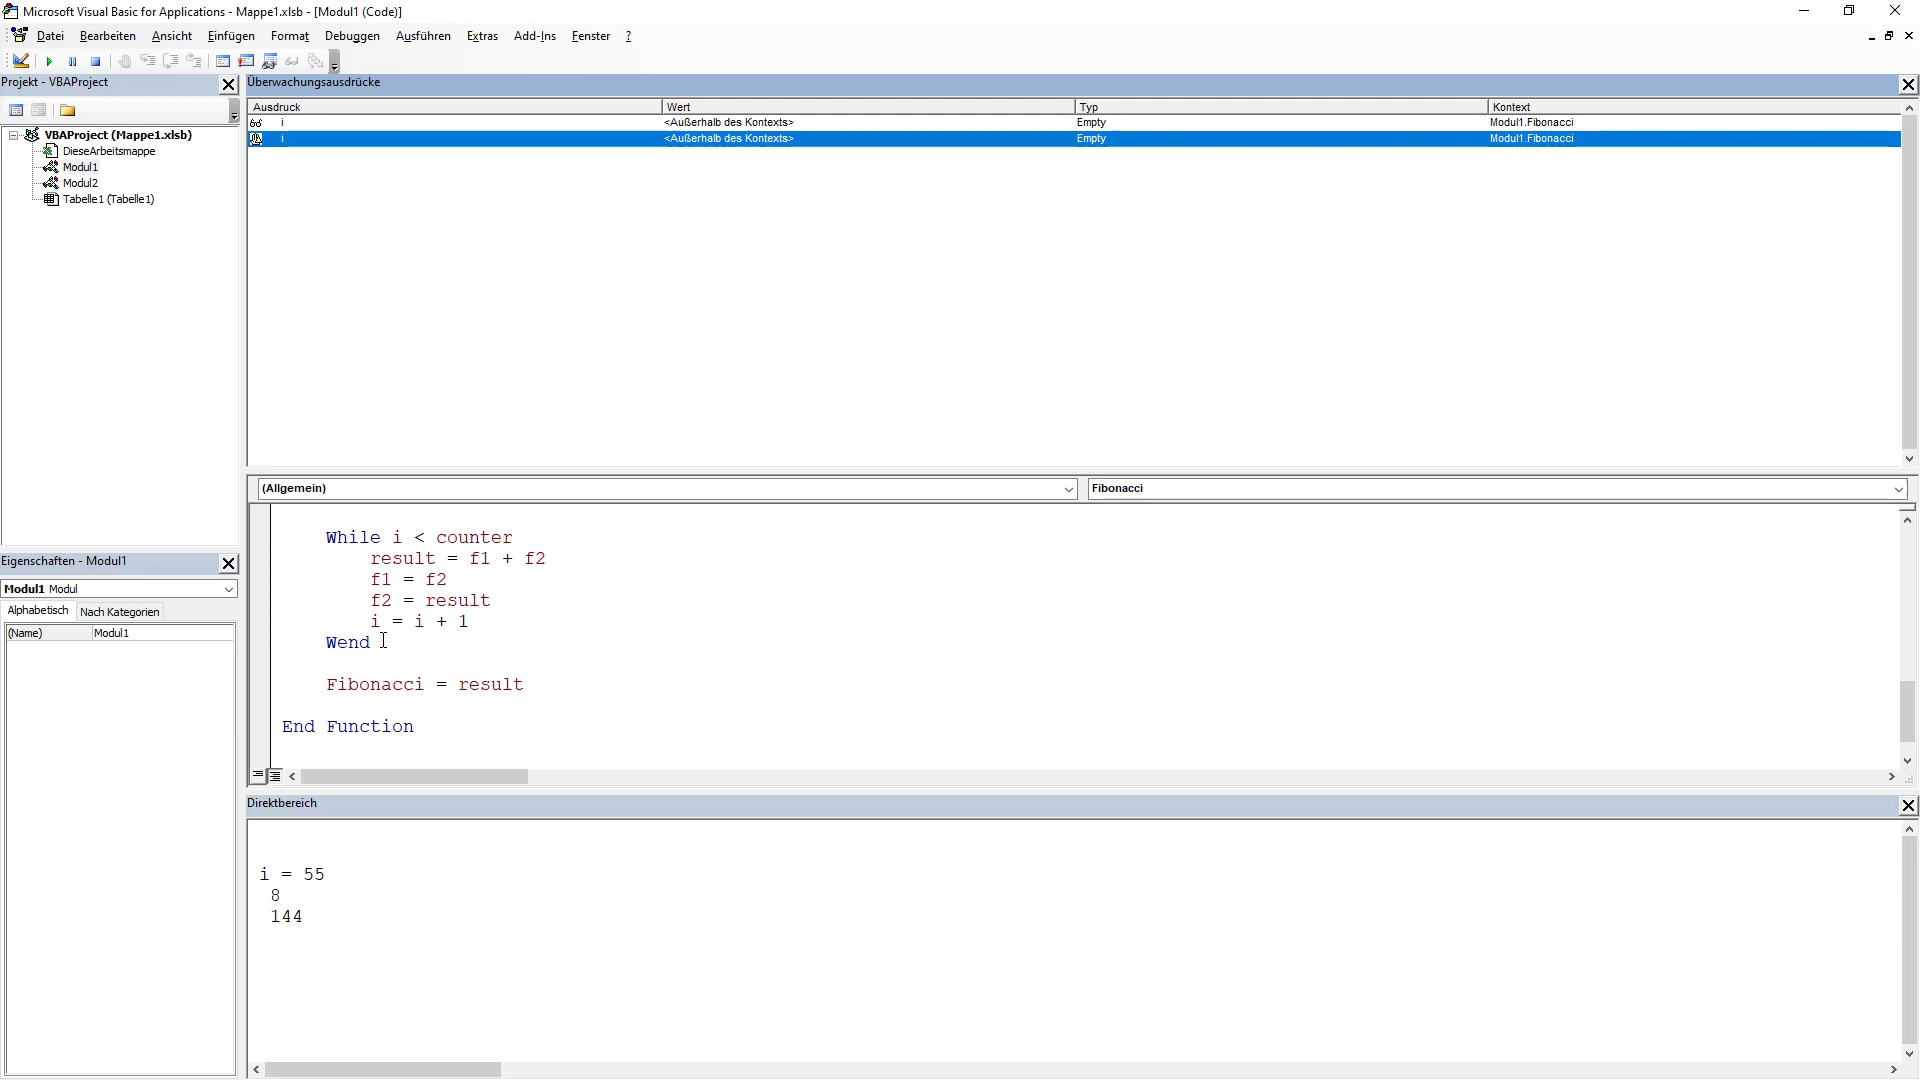 Microsoft Visual Basic for Applications - Mappe1.xlsb - [Modul1 (Code)]
Datei Bearbeiten Ansicht Einfügen Format Debuggen Ausführen Extras Add-Ins Fenster ?
Projekt - VBAProject
VBAProject (Mappe1.xlsb)
DieseArbeitsmappe
Modul1
Modul2
Tabelle1 (Tabelle1)
Eigenschaften - Modul1
Modul1 Modul
Alphabetisch Nach Kategorien
(Name) Modul1
Überwachungsausdrücke
Ausdruck Wert Typ Kontext
i <Außerhalb des Kontexts> Empty Modul1.Fibonacci
i <Außerhalb des Kontexts> Empty Modul1.Fibonacci
(Allgemein) Fibonacci
While i < counter
result = f1 + f2
f1 = f2
f2 = result
i = i + 1
Wend
Fibonacci = result
End Function
Direktbereich
i = 55
8
144